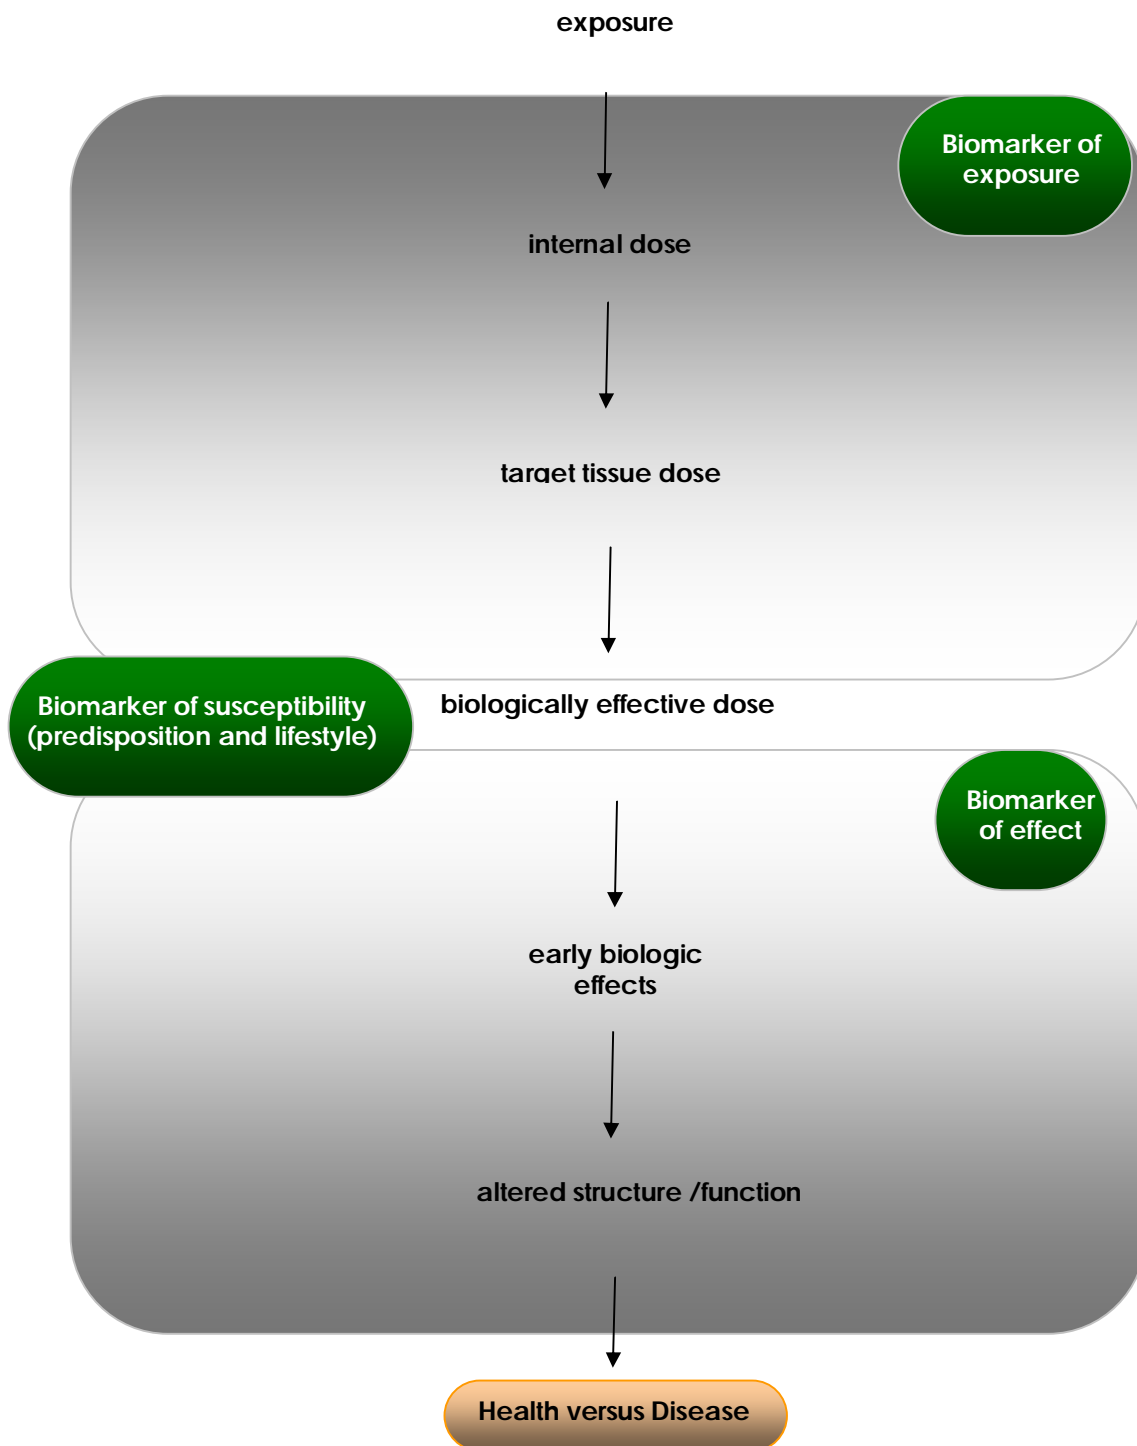 exposure
Biomarker of
exposure
internal dose
target tissue dose
Biomarker of susceptibility
(predisposition and lifestyle)
biologically effective dose
Biomarker
of effect
early biologic
effects
altered structure /function
Health versus Disease